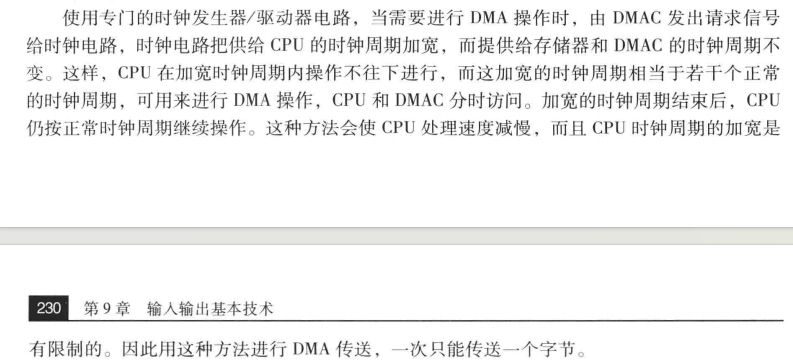 使用专门的时钟发生器/驱动器电路，当需要进行 DMA 操作时，由 DMAC 发出请求信号
给时钟电路，时钟电路把供给 CPU 的时钟周期加宽，而提供给存储器和 DMAC 的时钟周期不
变。这样，CPU 在加宽时钟周期内操作不往下进行，而这加宽的时钟周期相当于若干个正常
的时钟周期，可用来进行 DMA 操作，CPU 和 DMAC 分时访问。加宽的时钟周期结束后，CPU
仍按正常时钟周期继续操作。这种方法会使 CPU 处理速度减慢，而且 CPU 时钟周期的加宽是
230 第 9 章 输入输出基本技术
有限制的。因此用这种方法进行 DMA 传送，一次只能传送一个字节。